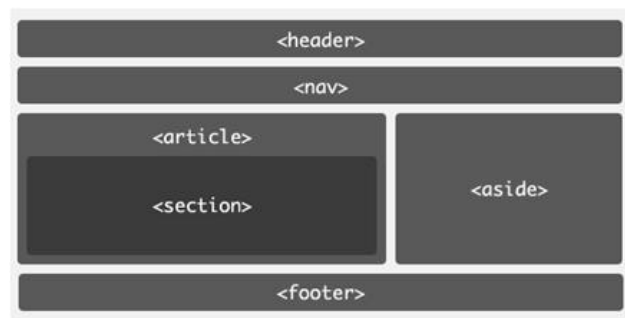 <header>
<nav>
<article>
<section>
<aside>
<footer>